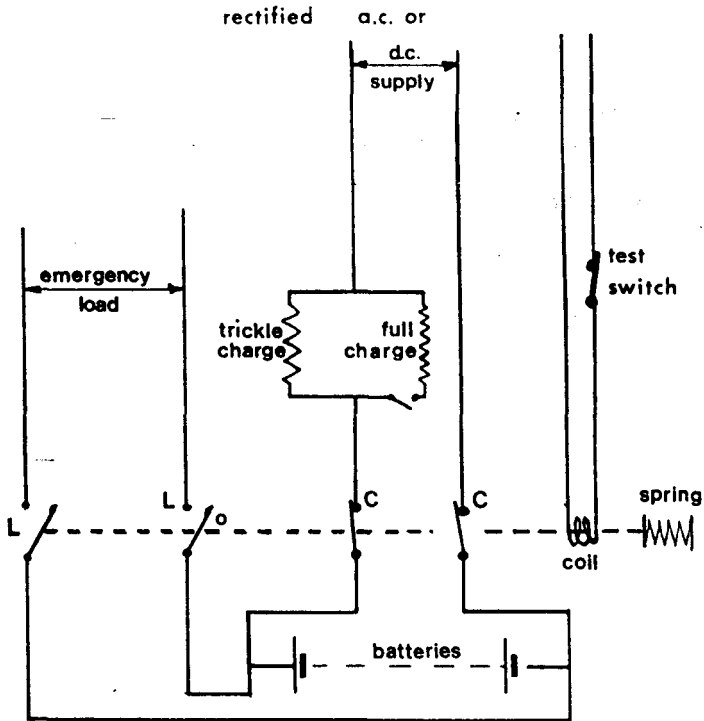 rectified a.c. or
d.c.
supply
emergency
load
test
switch
trickle
charge
full
charge
L
L
o
C
C
spring
coil
batteries